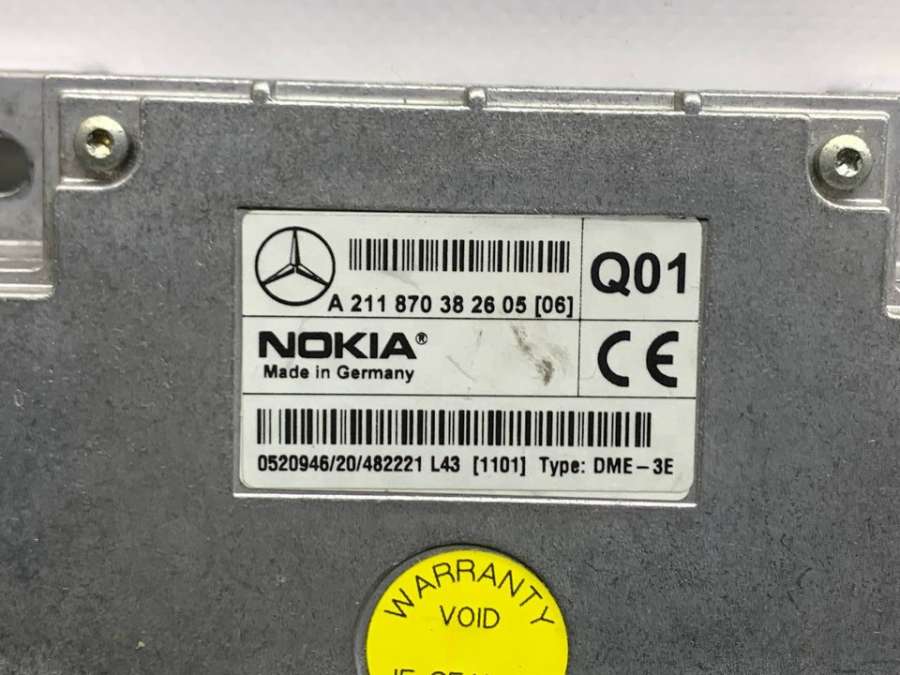 A 211 870 38 26 05 [06]
Q01
NOKIA®
Made in Germany
CE
0520946/20/482221 L43 [1101] Type: DME-3E
WARRANTY
VOID
IF